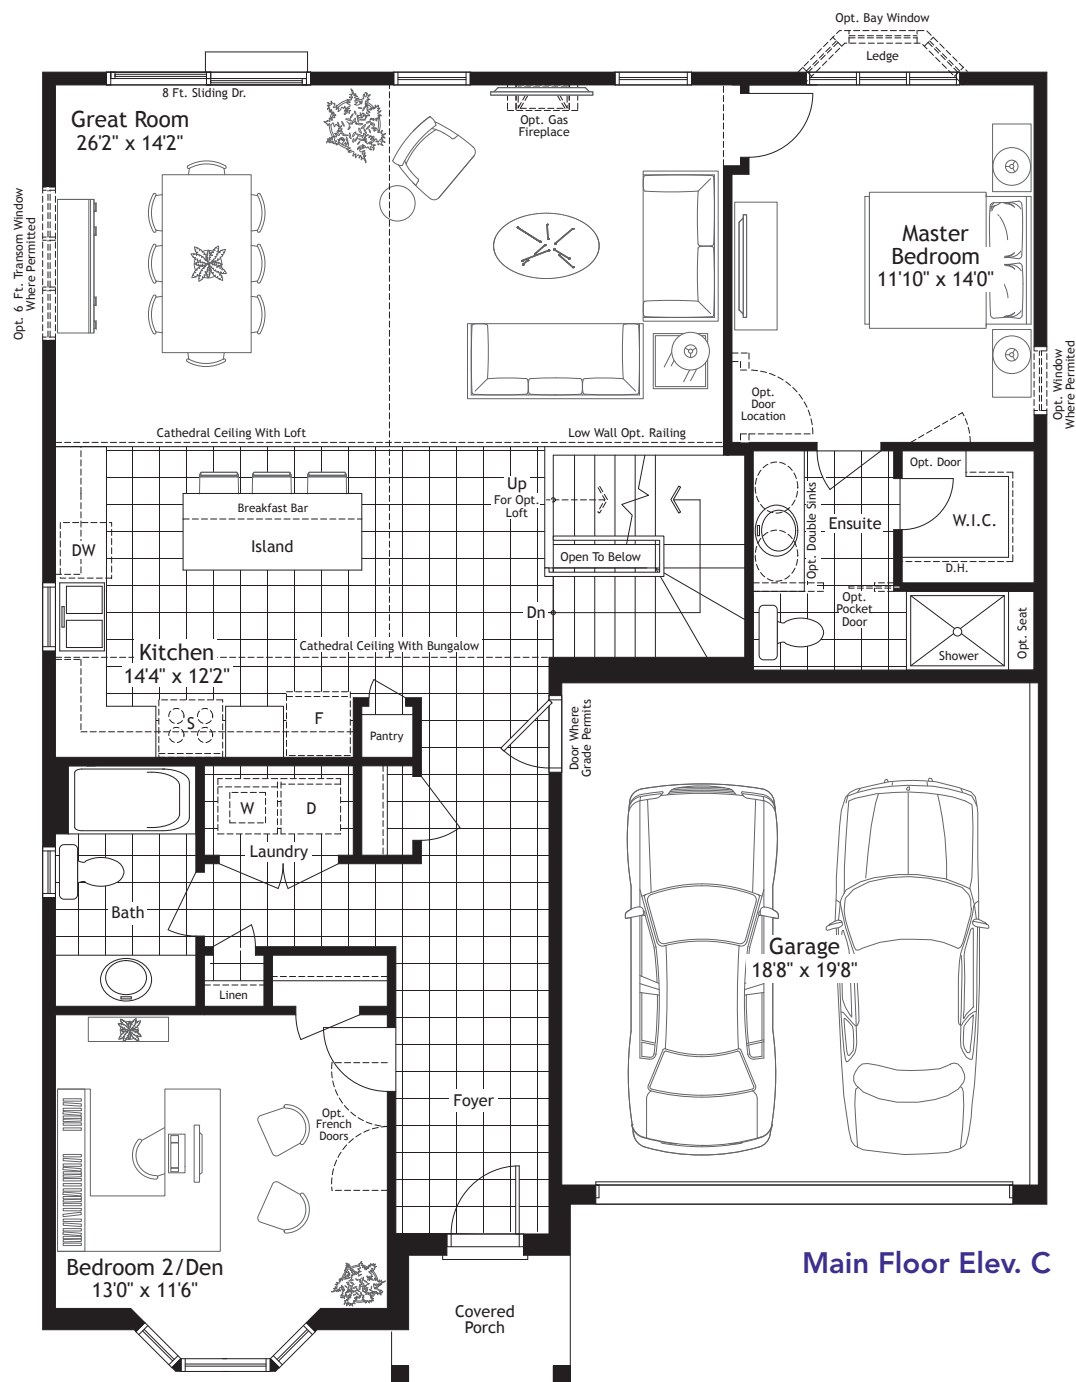 Opt. Bay Window
Ledge
8 Ft. Sliding Dr.
Great Room
26'2" x 14'2"
Opt. Gas
Fireplace
Opt. 6 Ft. Transom Window
Where Permitted
Master
Bedroom
11'10" x 14'0"
Opt. Window
Where Permited
Opt.
Door
Location
Cathedral Ceiling With Loft
Low Wall Opt. Railing
Up
For Opt.
Loft
Breakfast Bar
Island
DW
Open To Below
Opt. Double Sinks
Ensuite
Opt. Door
W.I.C.
D.H.
Opt.
Pocket
Door
Dn
Shower
Opt. Seat
Cathedral Ceiling With Bungalow
Kitchen
14'4" x 12'2"
S
F
Pantry
Door Where
Grade Permits
W
D
Laundry
Bath
Linen
Garage
18'8" x 19'8"
Foyer
Opt.
French
Doors
Bedroom 2/Den
13'0" x 11'6"
Covered
Porch
Main Floor Elev. C